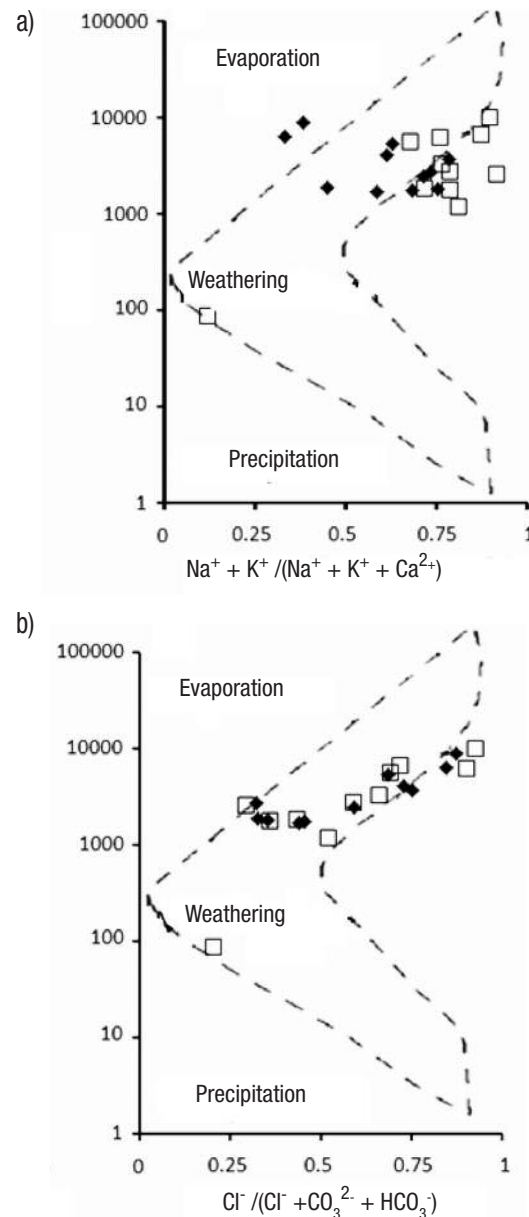 a)
100000
Evaporation
10000
1000
Weathering
100
10
Precipitation
1
0 0.25 0.5 0.75 1
Na⁺ + K⁺ /(Na⁺ + K⁺ + Ca²⁺)
b)
100000
Evaporation
10000
1000
Weathering
100
10
Precipitation
1
0 0.25 0.5 0.75 1
Cl⁻ /(Cl⁻ +CO₃²⁻ + HCO₃⁻)